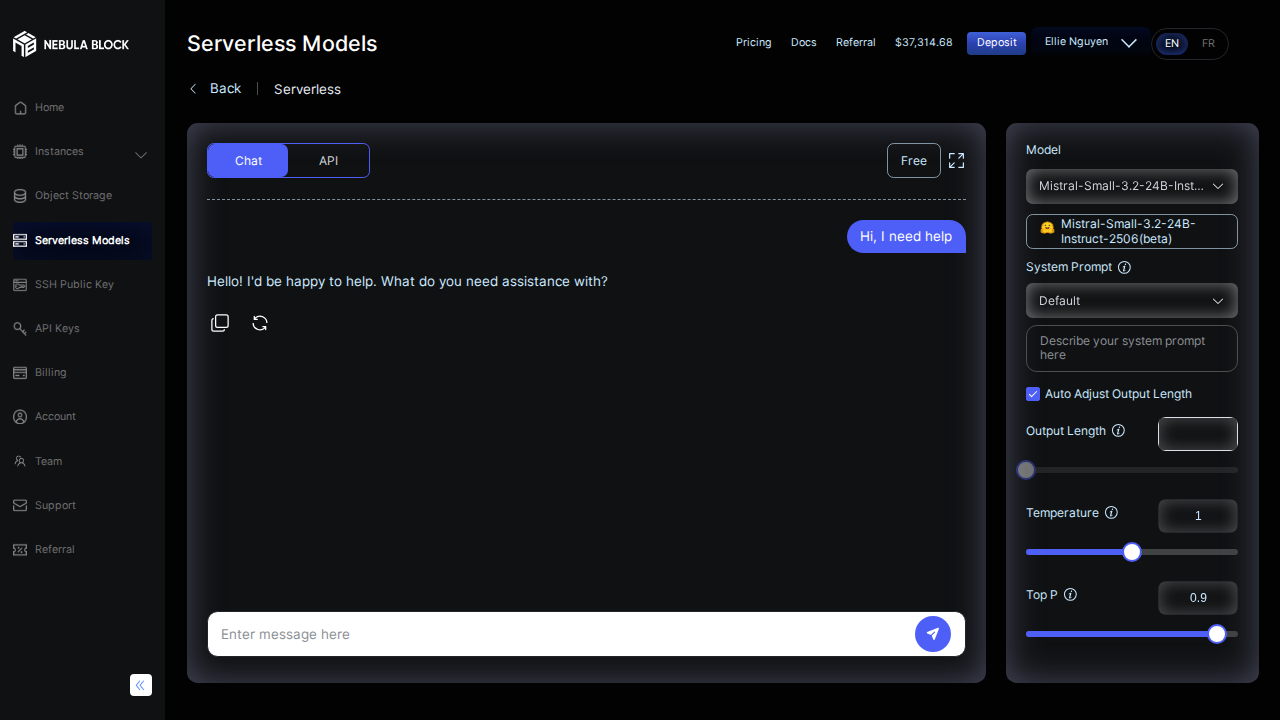 NEBULA BLOCK
Home
Instances
Object Storage
Serverless Models
SSH Public Key
API Keys
Billing
Account
Team
Support
Referral
Serverless Models
Pricing
Docs
Referral
$37,314.68
Deposit
Ellie Nguyen
EN
FR
Back
Serverless
Chat
API
Free
Hi, I need help
Hello! I'd be happy to help. What do you need assistance with?
Enter message here
Model
Mistral-Small-3.2-24B-Inst...
Mistral-Small-3.2-24B-
Instruct-2506(beta)
System Prompt
Default
Describe your system prompt
here
Auto Adjust Output Length
Output Length
Temperature
1
Top P
0.9